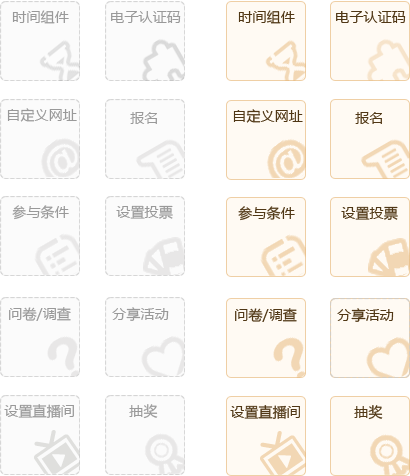 时间组件 电子认证码 时间组件 电子认证码
自定义网址 报名 自定义网址 报名
参与条件 设置投票 参与条件 设置投票
问卷/调查 分享活动 问卷/调查 分享活动
设置直播间 抽奖 设置直播间 抽奖